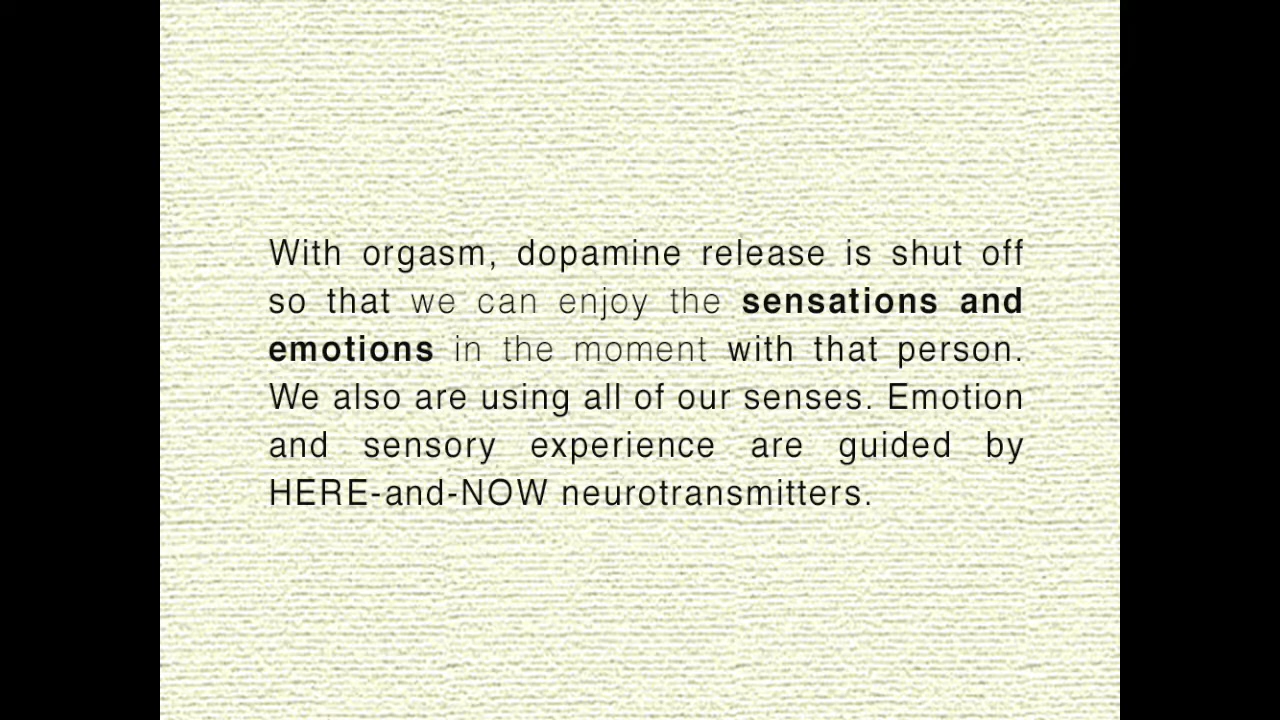 With orgasm, dopamine release is shut off
so that we can enjoy the sensations and
emotions in the moment with that person.
We also are using all of our senses. Emotion
and sensory experience are guided by
HERE-and-NOW neurotransmitters.